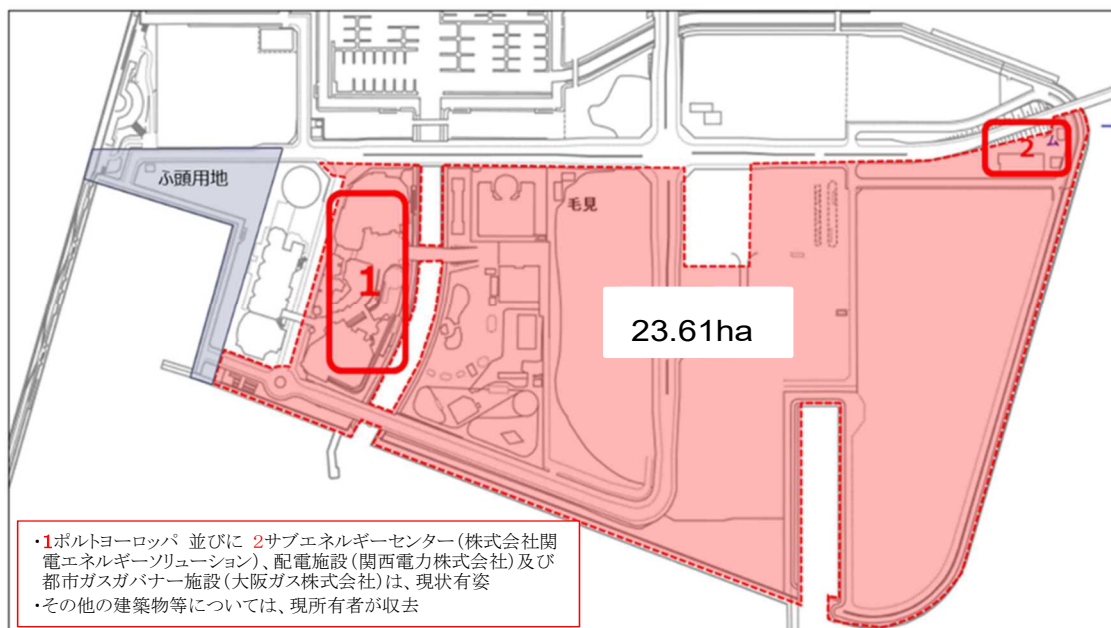 ふ頭用地
毛見
2
1
23.61ha
・1ポルトヨーロッパ 並びに 2サブエネルギーセンター(株式会社関
電エネルギーソリューション)、配電施設(関西電力株式会社)及び
都市ガスガバナー施設(大阪ガス株式会社)は、現状有姿
・その他の建築物等については、現所有者が収去